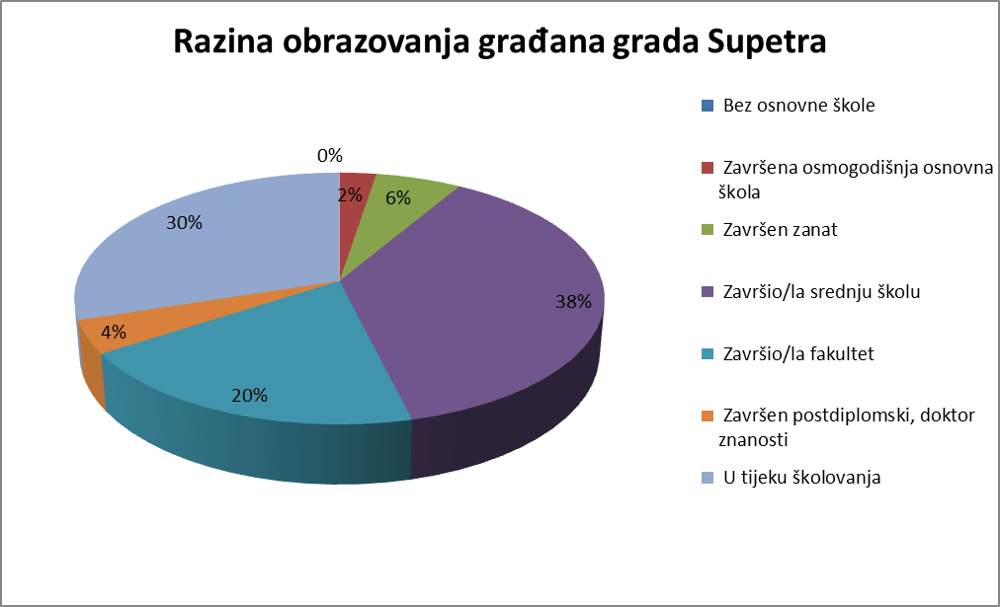 Razina obrazovanja građana grada Supetra
0%
2%
6%
30%
38%
4%
20%
Bez osnovne škole
Završena osmogodišnja osnovna
škola
Završen zanat
Završio/la srednju školu
Završio/la fakultet
Završen postdiplomski, doktor
znanosti
U tijeku školovanja